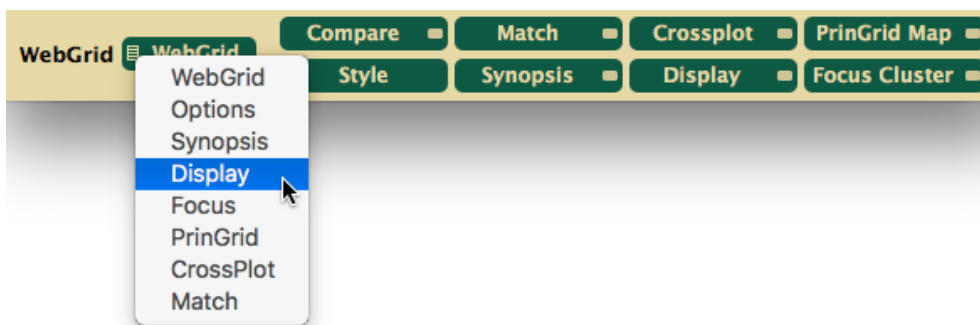 WebGrid WebGrid Compare Match Crossplot PrinGrid Map
Style Synopsis Display Focus Cluster
WebGrid
Options
Synopsis
Display
Focus
PrinGrid
CrossPlot
Match